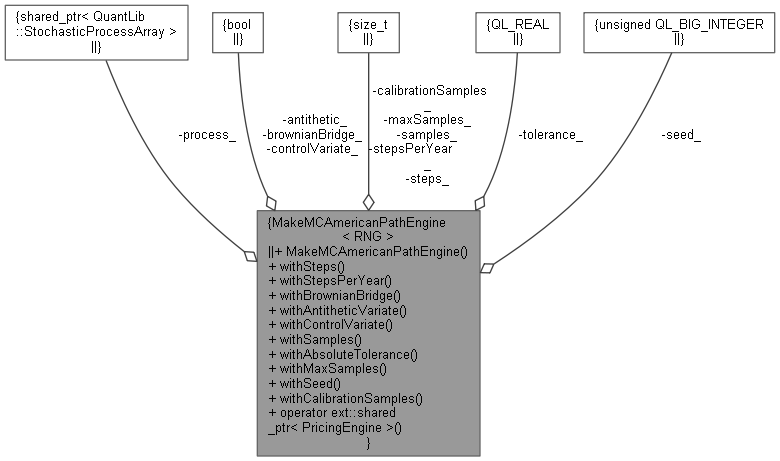 {shared_ptr< QuantLib
::StochasticProcessArray >
||}
{bool
||}
{size_t
||}
{QL_REAL
||}
{unsigned QL_BIG_INTEGER
||}
-process_
-antithetic_
-brownianBridge_
-controlVariate_
-calibrationSamples
_
-maxSamples_
-samples_
-stepsPerYear
_
-steps_
-tolerance_
-seed_
{MakeMCAmericanPathEngine
< RNG >
||+ MakeMCAmericanPathEngine()
+ withSteps()
+ withStepsPerYear()
+ withBrownianBridge()
+ withAntitheticVariate()
+ withControlVariate()
+ withSamples()
+ withAbsoluteTolerance()
+ withMaxSamples()
+ withSeed()
+ withCalibrationSamples()
+ operator ext::shared
_ptr< PricingEngine >()
}